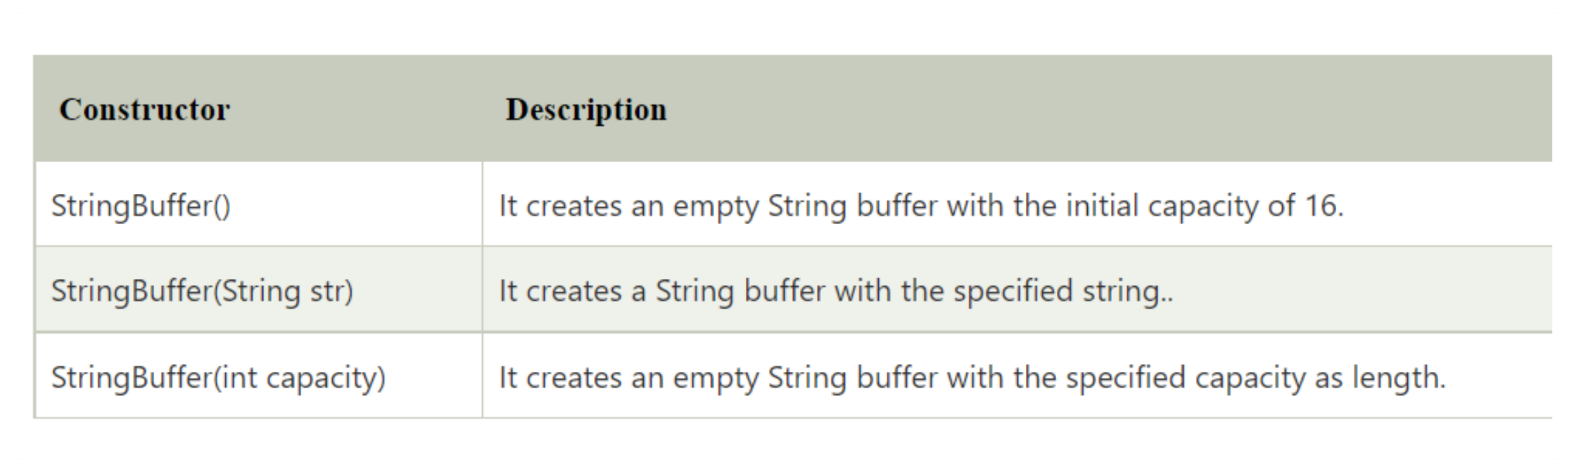 Constructor Description
StringBuffer() It creates an empty String buffer with the initial capacity of 16.
StringBuffer(String str) It creates a String buffer with the specified string..
StringBuffer(int capacity) It creates an empty String buffer with the specified capacity as length.